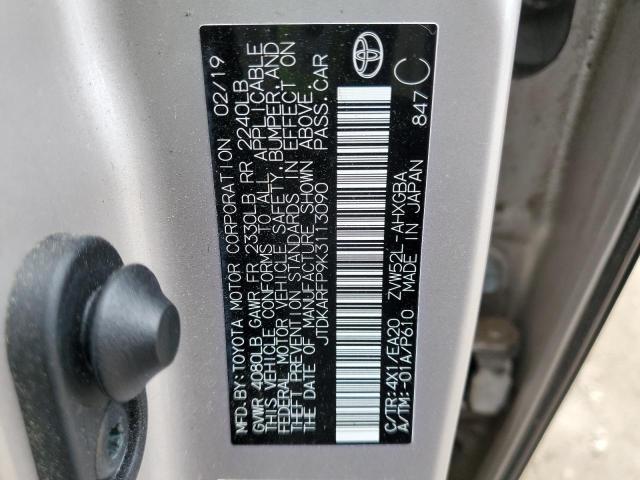 MFD.BY:TOYOTA MOTOR CORPORATION 02/19
GVWR 4080LB GAWR FR 2330LB RR 2240LB
THIS VEHICLE CONFORMS TO ALL APPLICABLE
FEDERAL MOTOR VEHICLE SAFETY, BUMPER, AND
THEFT PREVENTION STANDARDS IN EFFECT ON
THE DATE OF MANUFACTURE SHOWN ABOVE.
JTDKARFP9K3113090 PASS.CAR
C/TR:4X1/EA20 ZVW52L-AHXGBA
A/TM:-01A/P610 MADE IN JAPAN 847 C